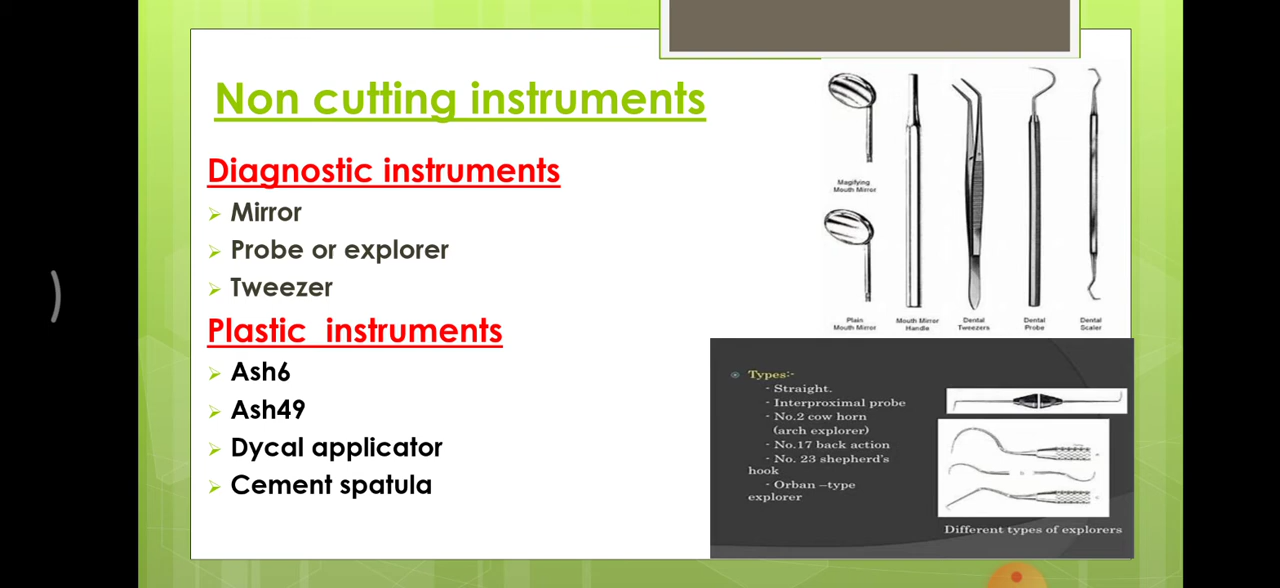 Non cutting instruments
Diagnostic instruments
Mirror
Probe or explorer
Tweezer
Plastic instruments
Ash6
Ash49
Dycal applicator
Cement spatula
Magifying
Mouth Mirror
Plain
Mouth Mirror
Mouth Mirror
Handle
Dental
Tweezers
Dental
Probe
Dental
Scaler
Types:-
- Straight.
- Interproximal probe
- No.2 cow horn
(arch explorer)
- No.17 back action
- No. 23 shepherd's
hook
- Orban –type
explorer
Different types of explorers